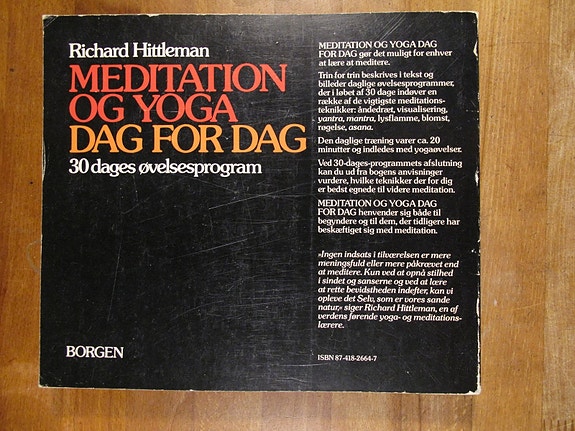 Richard Hittleman
MEDITATION
OG YOGA
DAG FOR DAG
30 dages øvelsesprogram
BORGEN
MEDITATION OG YOGA DAG
FOR DAG gør det muligt for enhver
at lære at meditere.
Trin for trin beskrives i tekst og
billeder daglige øvelsesprogrammer,
der i løbet af 30 dage indøver en
række af de vigtigste meditations-
teknikker: åndedræt, visualisering,
yantra, mantra, lysflamme, blomst,
røgelse, asana.
Den daglige træning varer ca. 20
minutter og indledes med yogaøvelser.
Ved 30-dages-programmets afslutning
kan du ud fra bogens anvisninger
vurdere, hvilke teknikker der for dig
er bedst egnede til videre meditation.
MEDITATION OG YOGA DAG
FOR DAG henvender sig både til
begyndere og til dem, der tidligere har
beskæftiget sig med meditation.
»Ingen indsats i tilværelsen er mere
meningsfuld eller mere påkrævet end
at meditere. Kun ved at opnå stilhed
i sindet og sanserne og ved at lære
at rette bevidstheden indefter, kan vi
opleve det Selv, som er vores sande
natur,« siger Richard Hittleman, en af
verdens førende yoga- og meditations-
lærere.
ISBN 87-418-2664-7